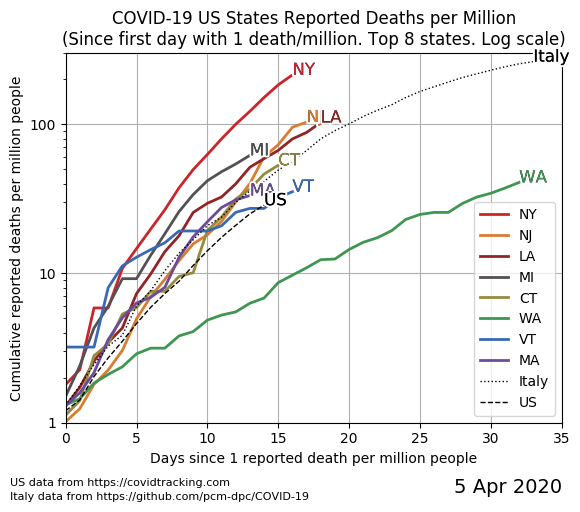 COVID-19 US States Reported Deaths per Million
(Since first day with 1 death/million. Top 8 states. Log scale)
Cumulative reported deaths per million people
100
10
1
Italy
NY
N
LA
MI
CT
WA
MA
VT
US
NY
NJ
LA
MI
CT
WA
VT
MA
Italy
US
0 5 10 15 20 25 30 35
Days since 1 reported death per million people
US data from https://covidtracking.com
Italy data from https://github.com/pcm-dpc/COVID-19
5 Apr 2020